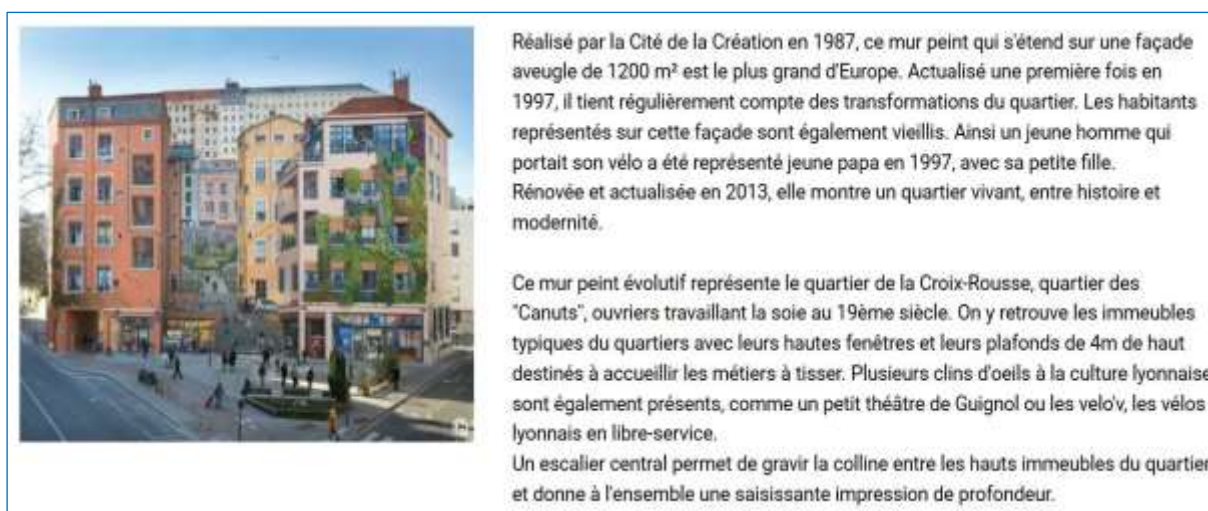 Réalisé par la Cité de la Création en 1987, ce mur peint qui s'étend sur une façade
aveugle de 1200 m² est le plus grand d'Europe. Actualisé une première fois en
1997, il tient régulièrement compte des transformations du quartier. Les habitants
représentés sur cette façade sont également vieillis. Ainsi un jeune homme qui
portait son vélo a été représenté jeune papa en 1997, avec sa petite fille.
Rénovée et actualisée en 2013, elle montre un quartier vivant, entre histoire et
modernité.
Ce mur peint évolutif représente le quartier de la Croix-Rousse, quartier des
"Canuts", ouvriers travaillant la soie au 19ème siècle. On y retrouve les immeubles
typiques du quartiers avec leurs hautes fenêtres et leurs plafonds de 4m de haut
destinés à accueillir les métiers à tisser. Plusieurs clins d'oeils à la culture lyonnaise
sont également présents, comme un petit théâtre de Guignol ou les velo'v, les vélos
lyonnais en libre-service.
Un escalier central permet de gravir la colline entre les hauts immeubles du quartier
et donne à l'ensemble une saisissante impression de profondeur.